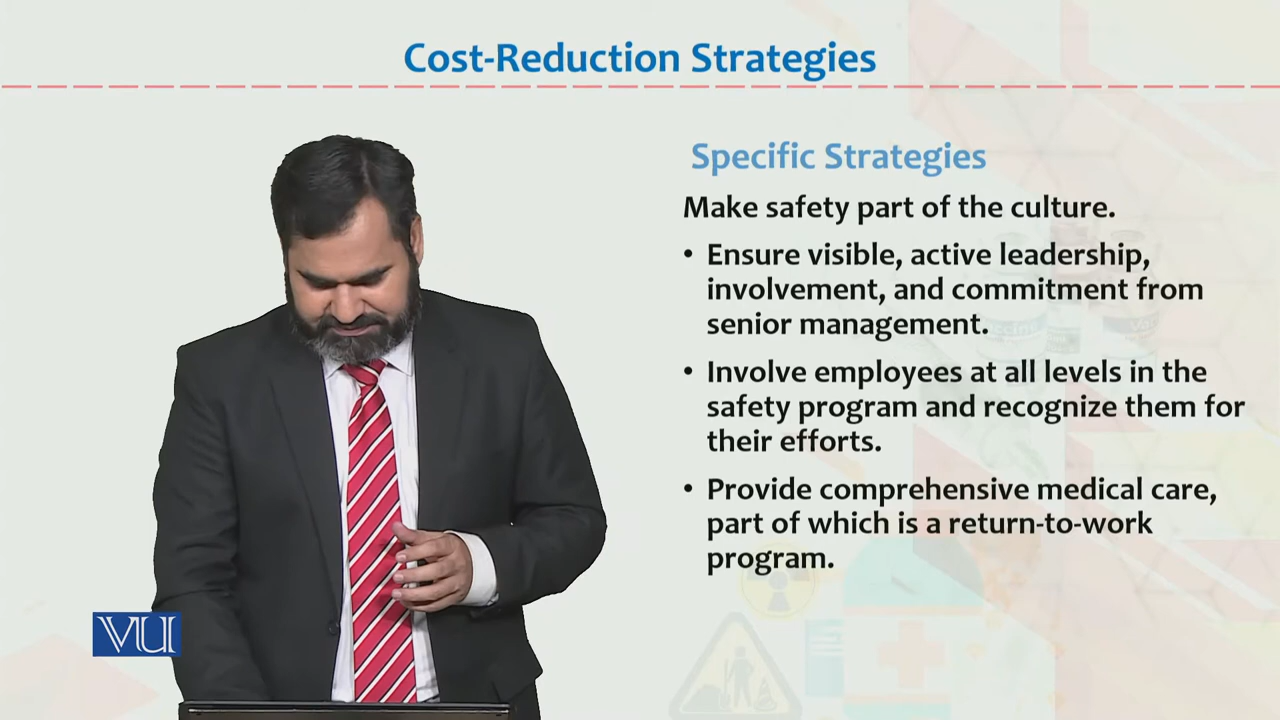 Cost-Reduction Strategies
Specific Strategies
Make safety part of the culture.
• Ensure visible, active leadership,
involvement, and commitment from
senior management.
• Involve employees at all levels in the
safety program and recognize them for
their efforts.
• Provide comprehensive medical care,
part of which is a return-to-work
program.
VU